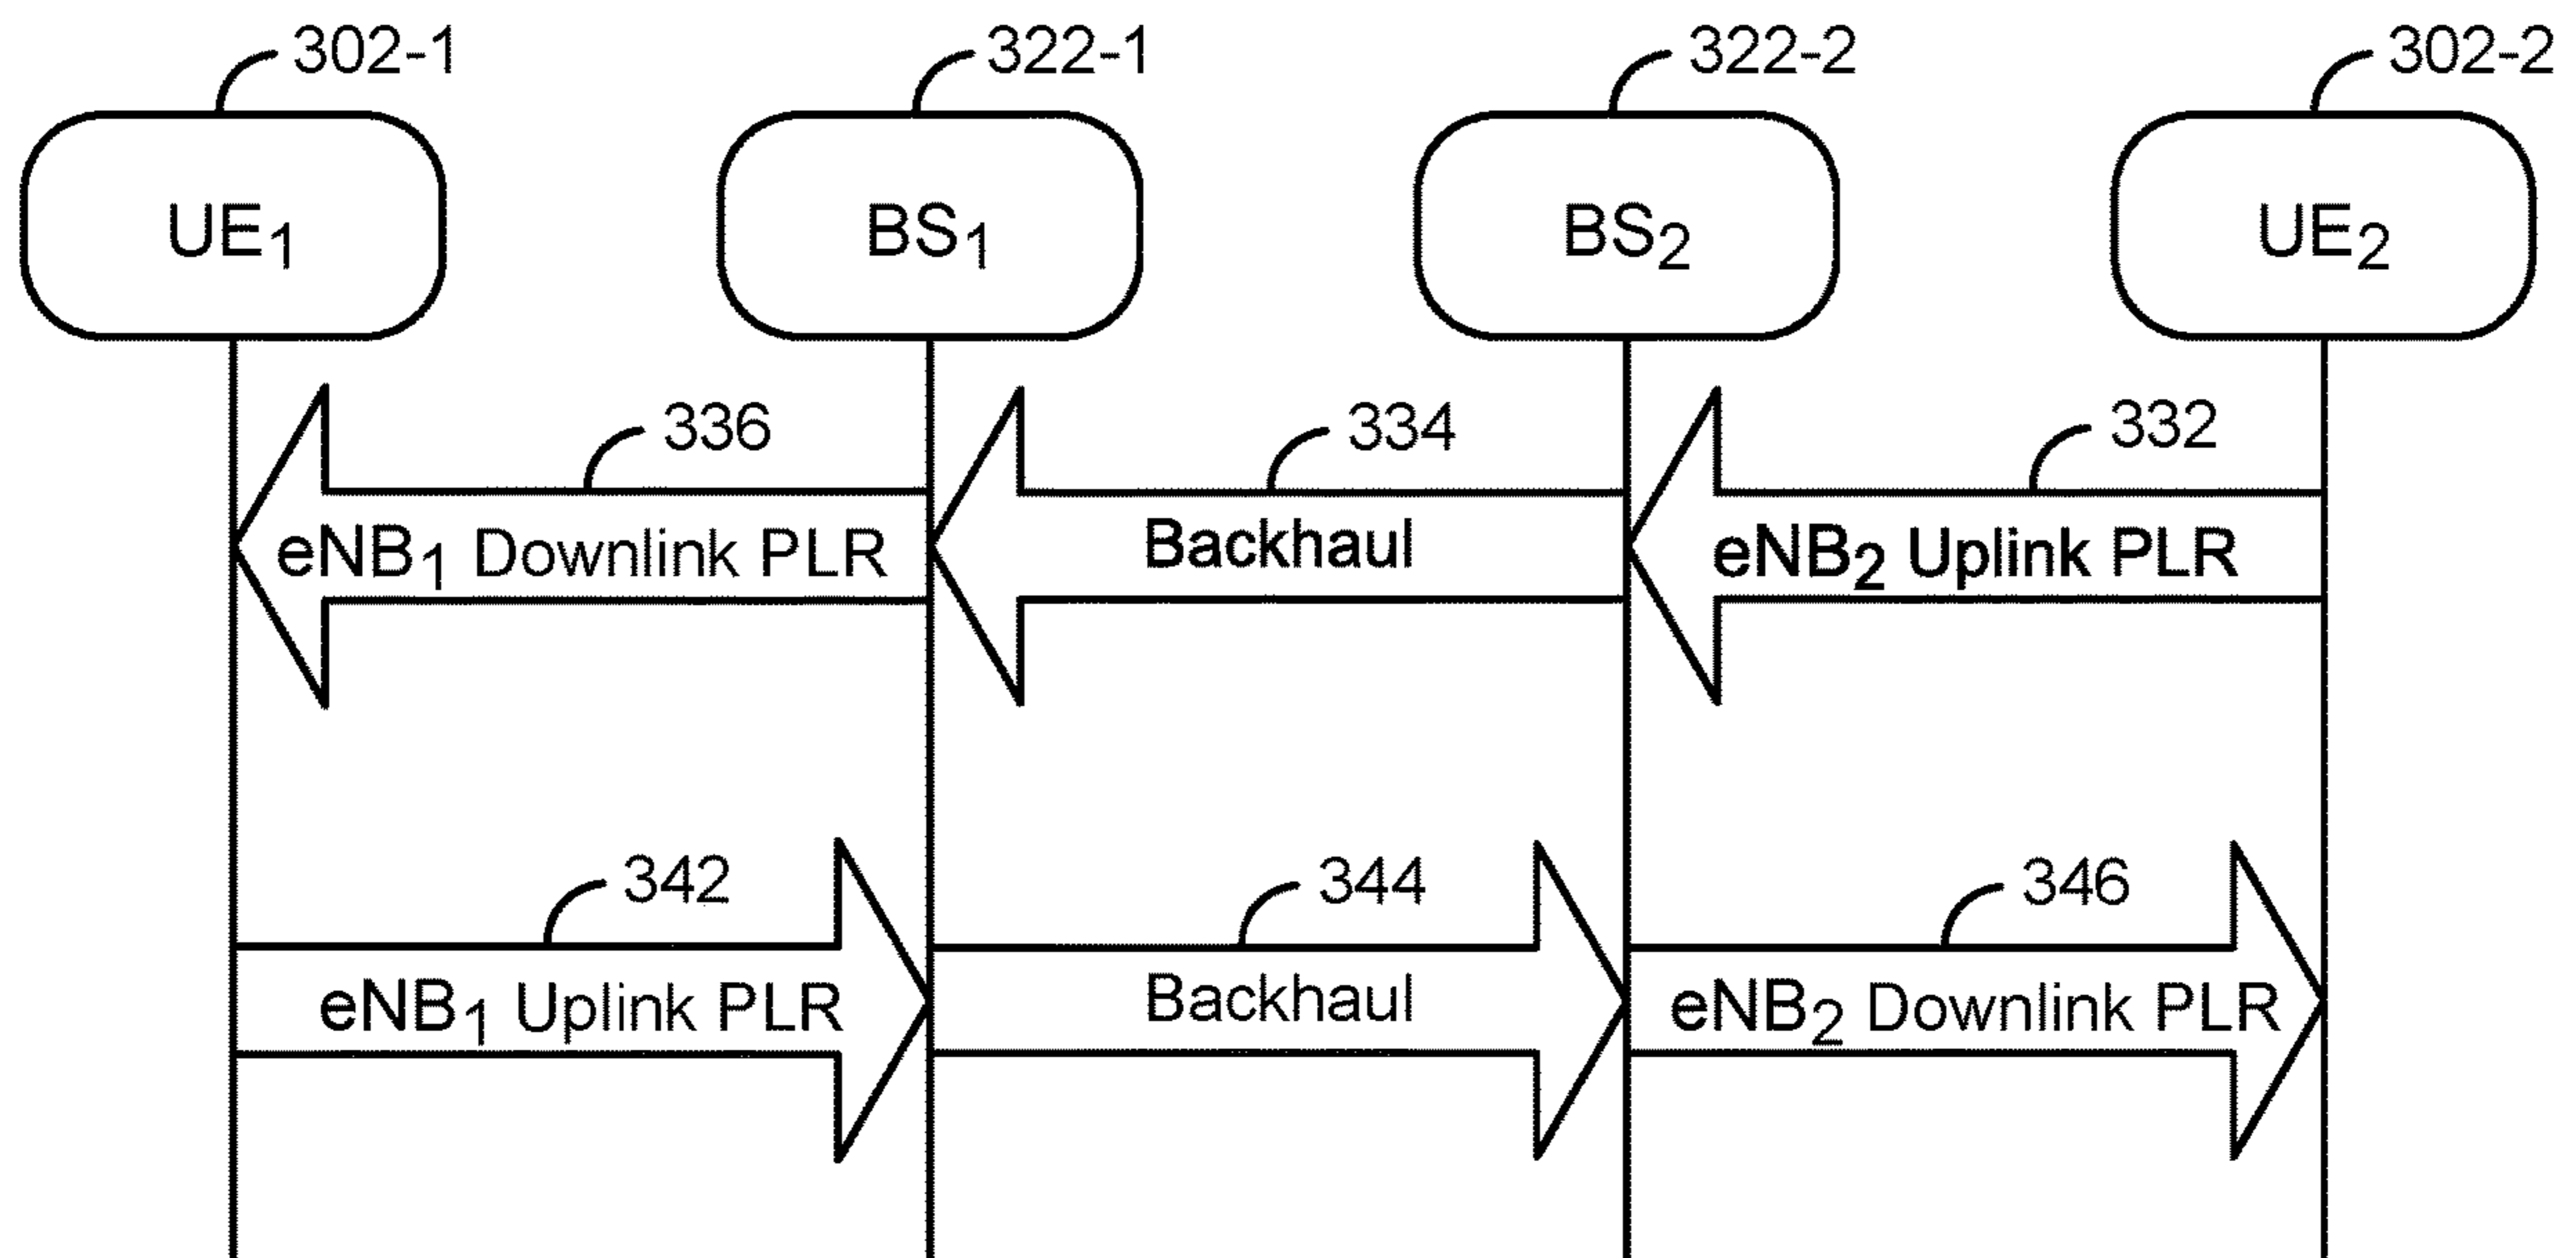 302-1
322-1
322-2
302-2
UE1
BS1
BS2
UE2
336
334
332
eNB1 Downlink PLR
Backhaul
eNB2 Uplink PLR
342
344
346
eNB1 Uplink PLR
Backhaul
eNB2 Downlink PLR